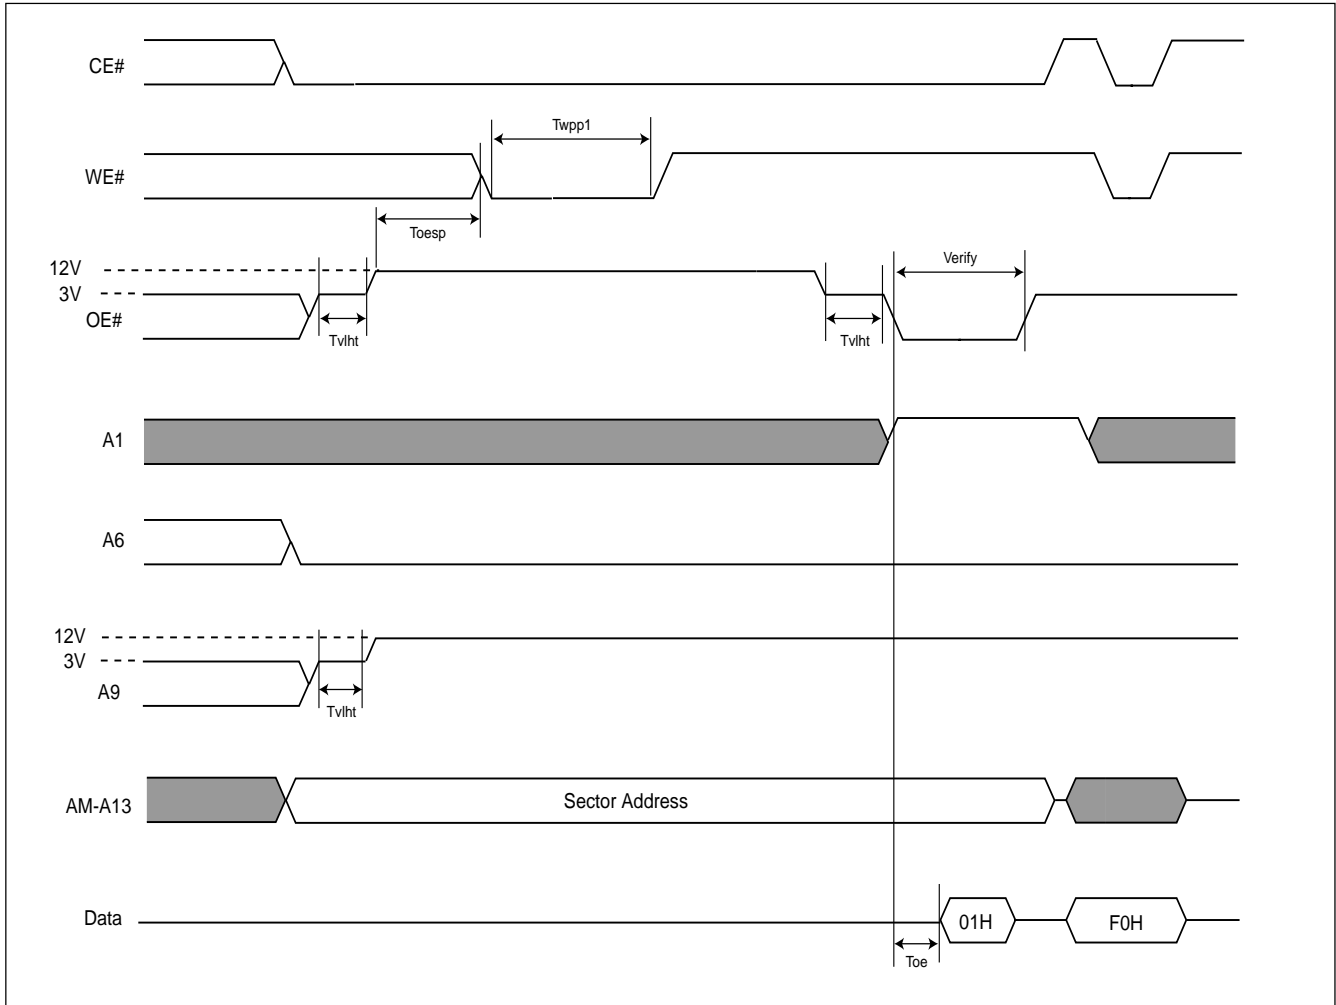 CE#
Twpp1
WE#
Toesp
12V
3V
OE#
Verify
Tvlht
Tvlht
A1
A6
12V
3V
A9
Tvlht
AM-A13
Sector Address
Data
01H
F0H
Toe